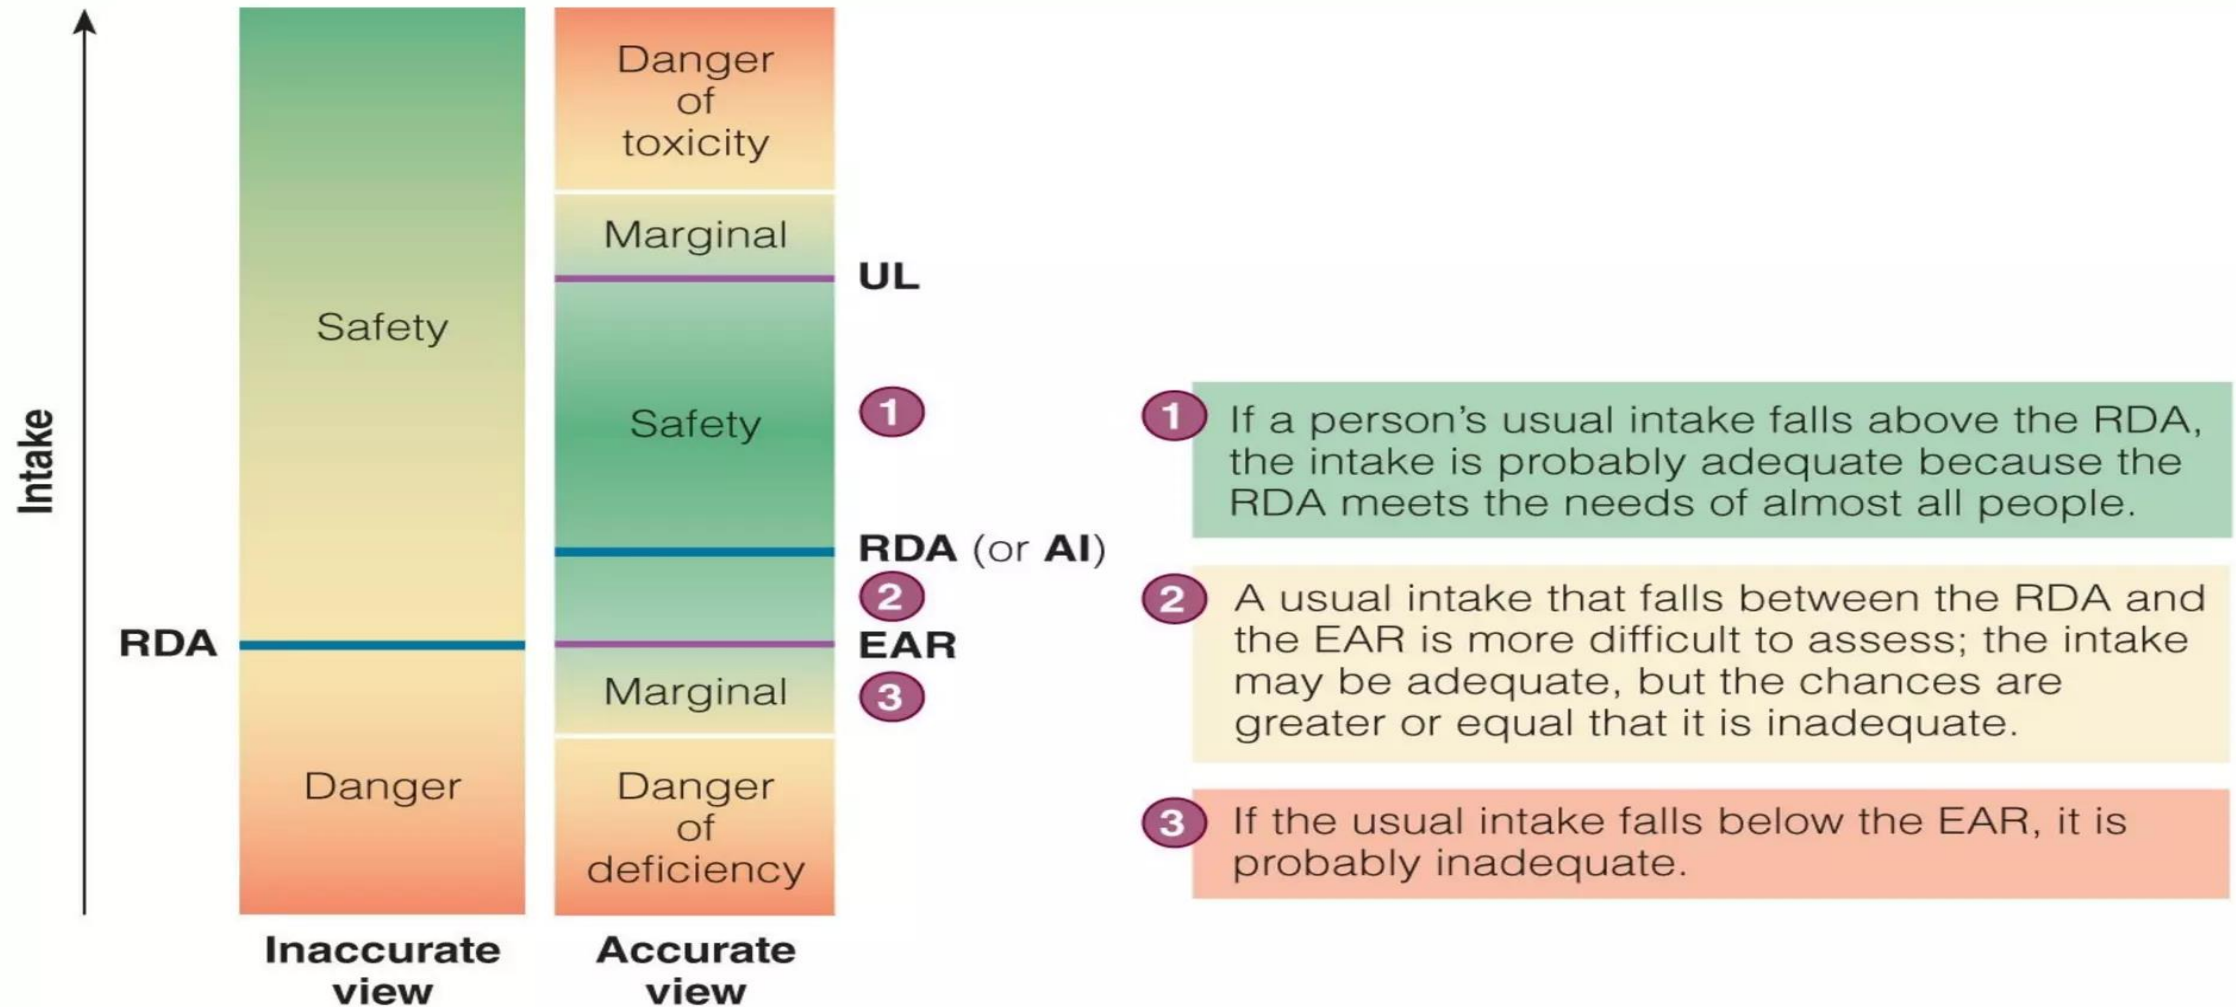 Intake
RDA
Safety
Danger
Inaccurate
view
Danger
of
toxicity
Marginal
Safety
Marginal
Danger
of
deficiency
Accurate
view
UL
1
RDA (or AI)
2
EAR
3
1
If a person's usual intake falls above the RDA,
the intake is probably adequate because the
RDA meets the needs of almost all people.
2
A usual intake that falls between the RDA and
the EAR is more difficult to assess; the intake
may be adequate, but the chances are
greater or equal that it is inadequate.
3
If the usual intake falls below the EAR, it is
probably inadequate.